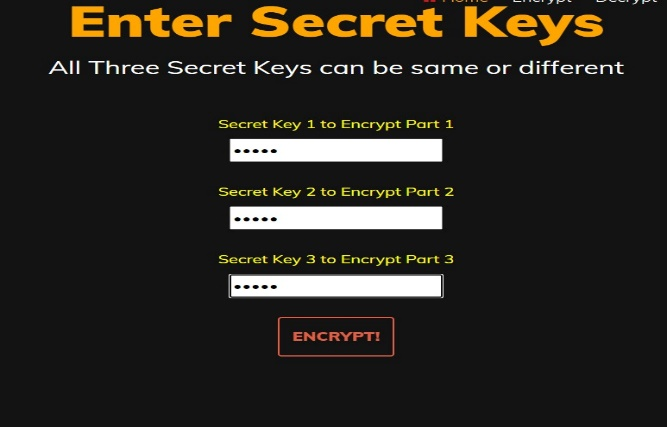 Home Encrypt Decrypt
Enter Secret Keys
All Three Secret Keys can be same or different
Secret Key 1 to Encrypt Part 1
•••••
Secret Key 2 to Encrypt Part 2
•••••
Secret Key 3 to Encrypt Part 3
•••••
ENCRYPT!